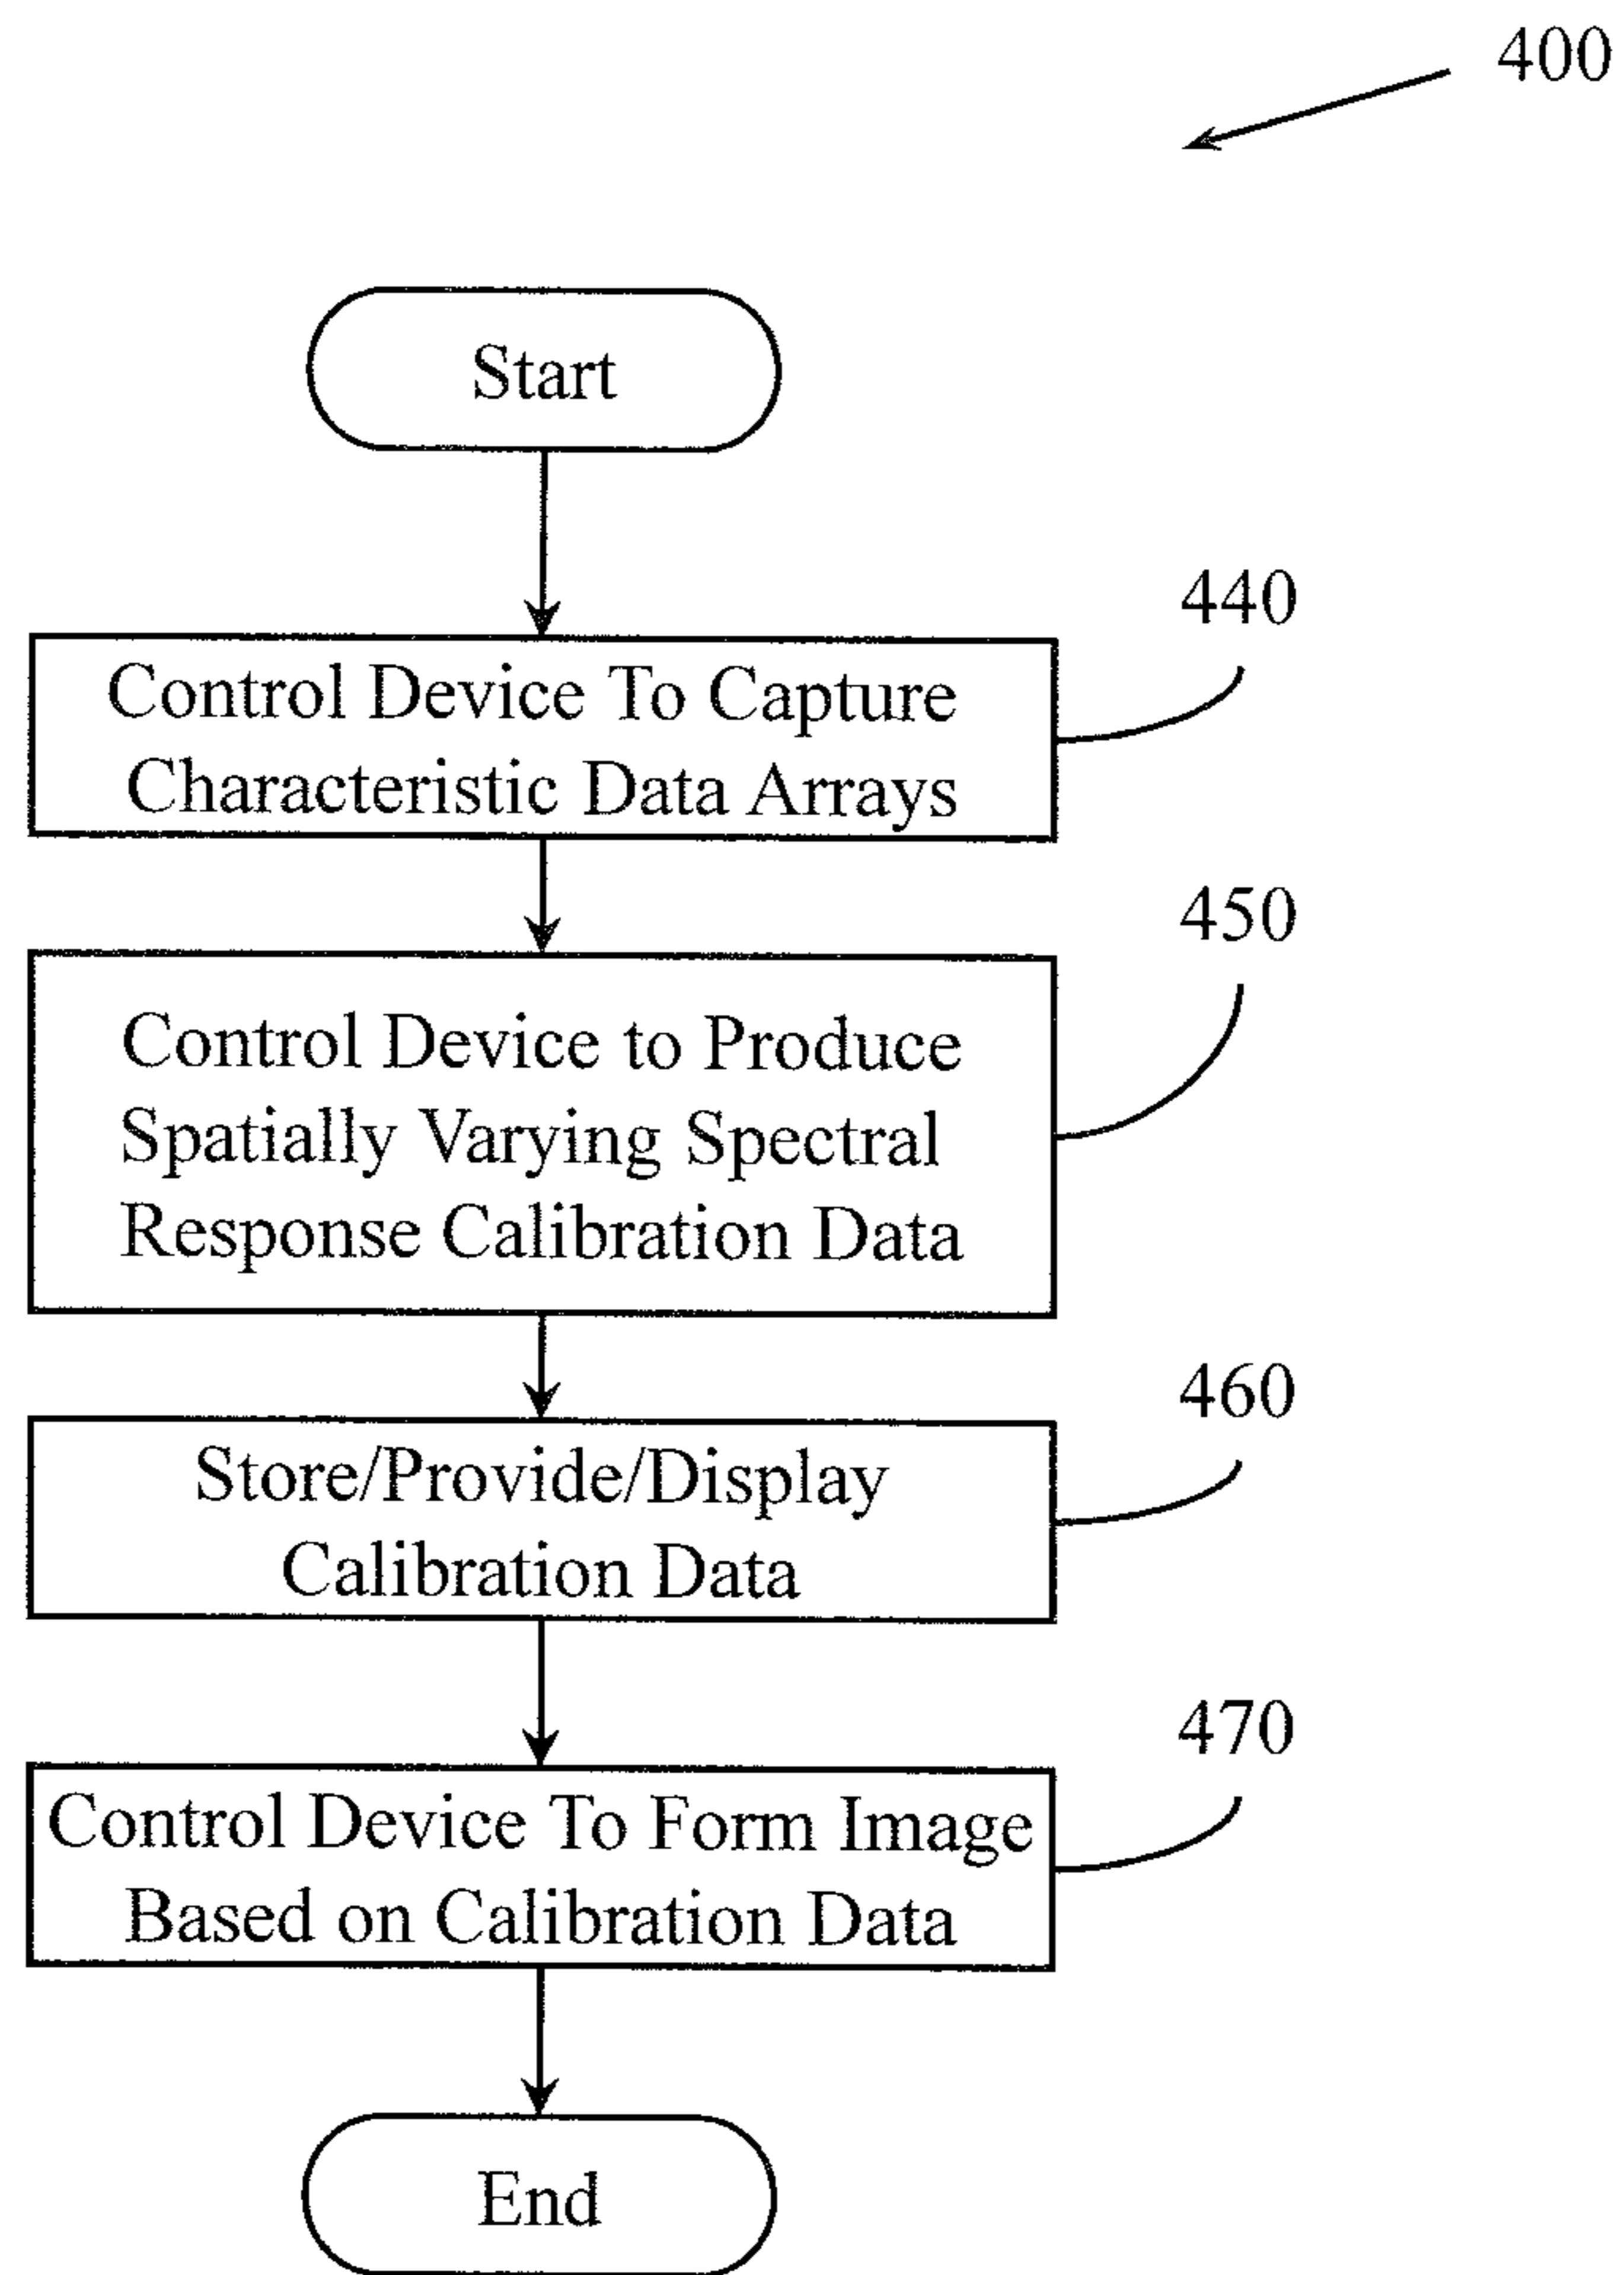 400
Start
440
Control Device To Capture
Characteristic Data Arrays
450
Control Device to Produce
Spatially Varying Spectral
Response Calibration Data
460
Store/Provide/Display
Calibration Data
470
Control Device To Form Image
Based on Calibration Data
End